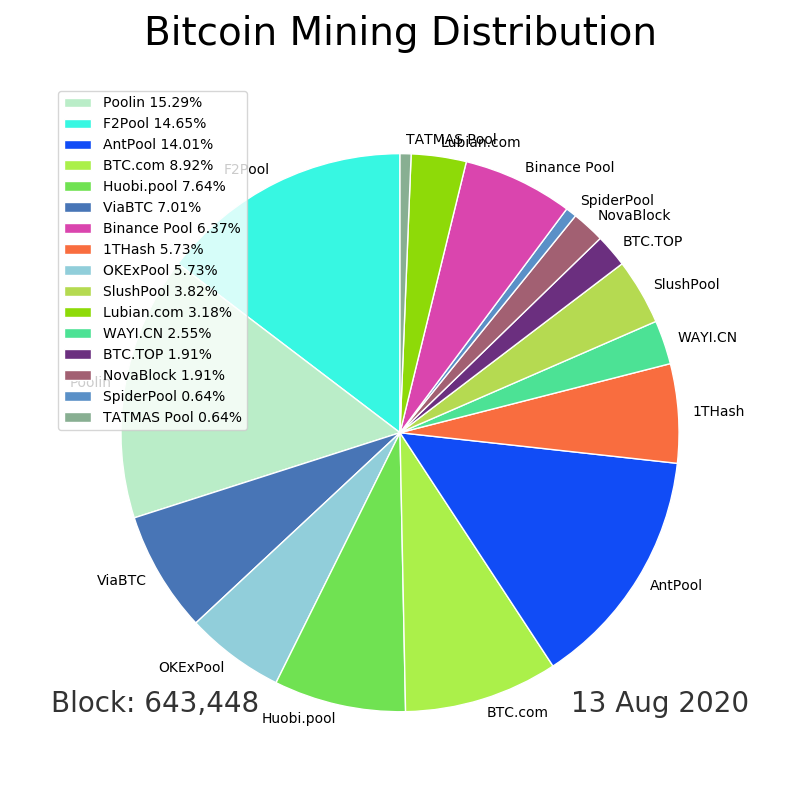 Bitcoin Mining Distribution
Poolin 15.29%
F2Pool 14.65%
AntPool 14.01%
BTC.com 8.92%
Huobi.pool 7.64%
ViaBTC 7.01%
Binance Pool 6.37%
1THash 5.73%
OKExPool 5.73%
SlushPool 3.82%
Lubian.com 3.18%
WAYI.CN 2.55%
BTC.TOP 1.91%
NovaBlock 1.91%
SpiderPool 0.64%
TATMAS Pool 0.64%
TATMAS Pool
Lubian.com
Binance Pool
F2Pool
SpiderPool
NovaBlock
BTC.TOP
SlushPool
WAYI.CN
Poolin
1THash
ViaBTC
AntPool
OKExPool
Huobi.pool
BTC.com
Block: 643,448
13 Aug 2020